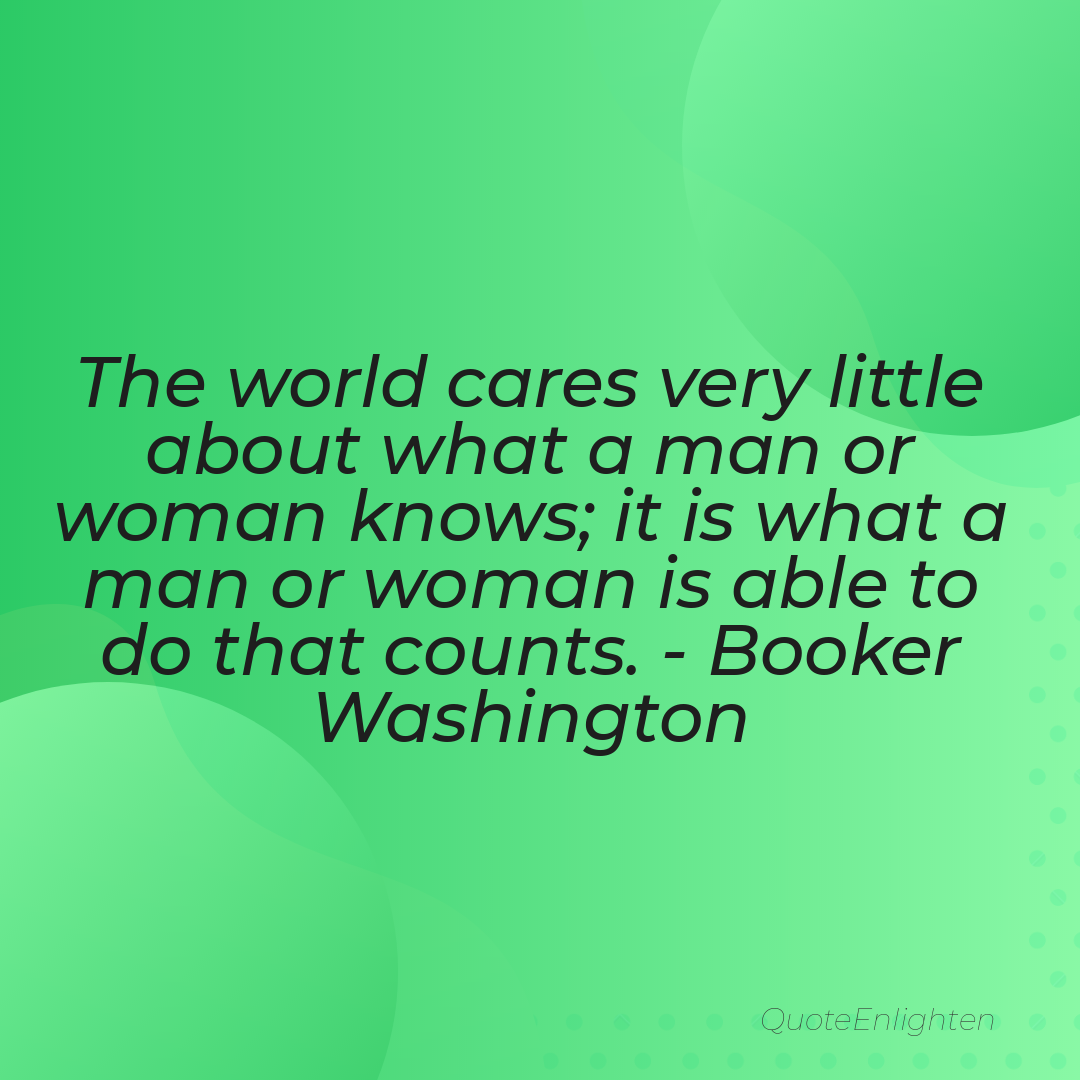 The world cares very little
about what a man or
woman knows; it is what a
man or woman is able to
do that counts. - Booker
Washington
QuoteEnlighten